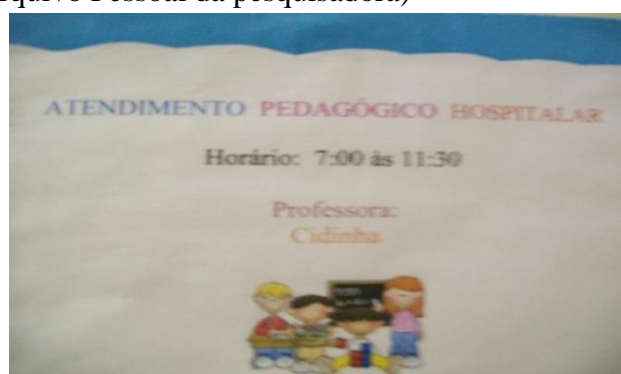 rquivo Pessoal da pesquisadora)
ATENDIMENTO PEDAGÓGICO HOSPITALAR
Horário: 7:00 às 11:30
Professora:
Cidinha